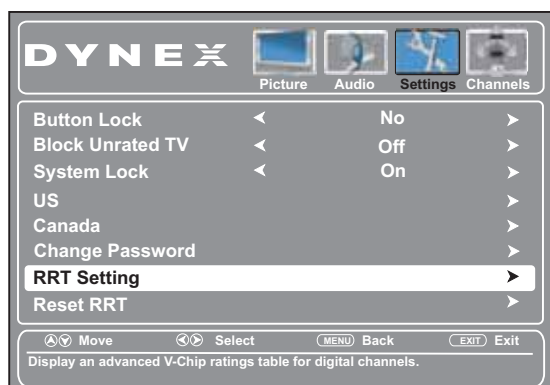 DYNEX
Picture Audio Settings Channels
Button Lock No
Block Unrated TV Off
System Lock On
US
Canada
Change Password
RRT Setting
Reset RRT
Move Select MENU Back EXIT Exit
Display an advanced V-Chip ratings table for digital channels.